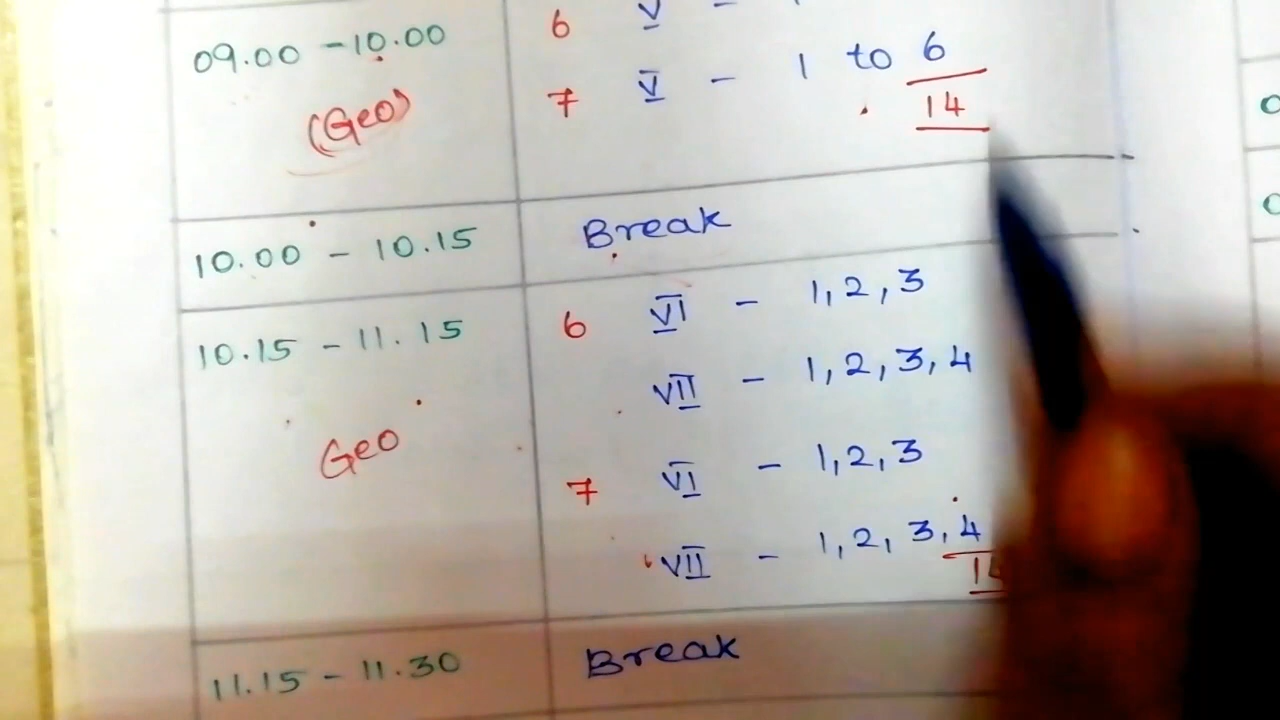 09.00 - 10.00
(Geo)
6 V -
7 V - 1 to 6
14
10.00 - 10.15 Break
10.15 - 11.15
Geo
6 VI - 1,2,3
VII - 1,2,3,4
7 VI - 1,2,3
VII - 1,2,3,4
11.15 - 11.30 Break